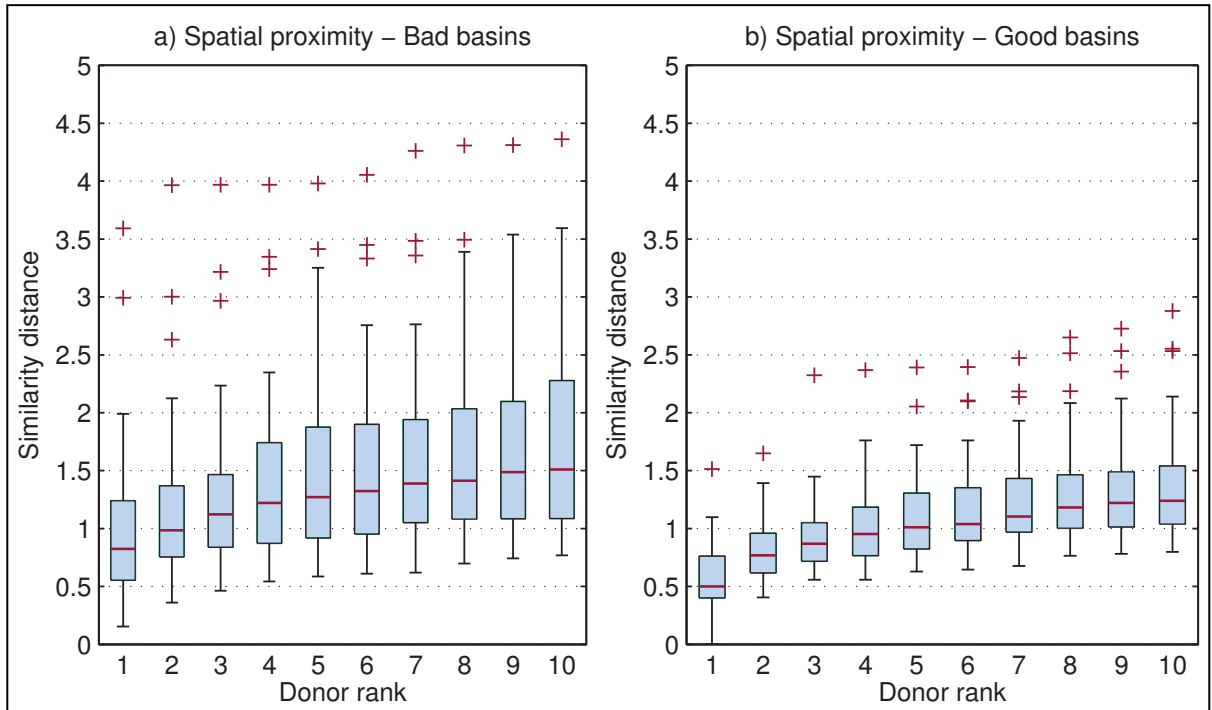 a) Spatial proximity – Bad basins
5
4.5
4
3.5
3
2.5
2
1.5
1
0.5
0
Similarity distance
1 2 3 4 5 6 7 8 9 10
Donor rank
b) Spatial proximity – Good basins
5
4.5
4
3.5
3
2.5
2
1.5
1
0.5
0
Similarity distance
1 2 3 4 5 6 7 8 9 10
Donor rank